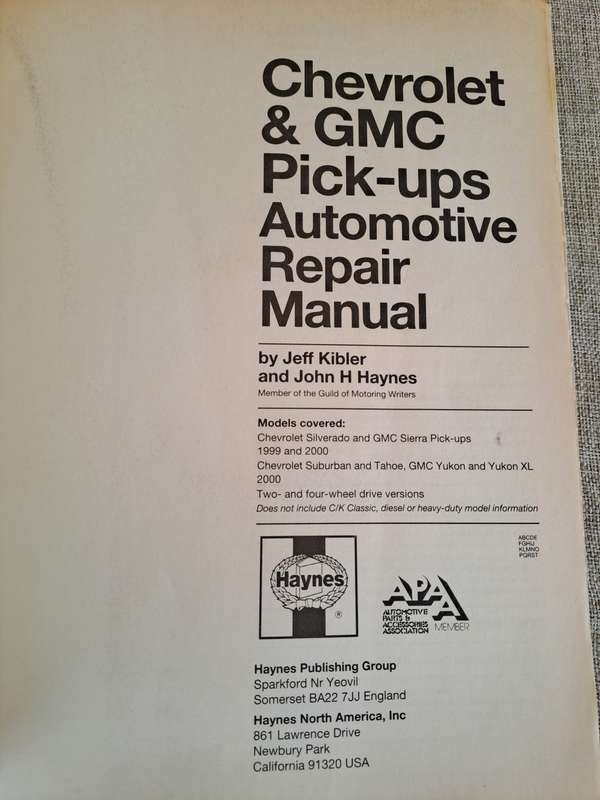 Chevrolet
& GMC
Pick-ups
Automotive
Repair
Manual
by Jeff Kibler
and John H Haynes
Member of the Guild of Motoring Writers
Models covered:
Chevrolet Silverado and GMC Sierra Pick-ups
1999 and 2000
Chevrolet Suburban and Tahoe, GMC Yukon and Yukon XL
2000
Two- and four-wheel drive versions
Does not include C/K Classic, diesel or heavy-duty model information
ABCDE
FGHIJ
KLMNO
PQRST
Haynes
®
APAA
AUTOMOTIVE
PARTS &
ACCESSORIES
ASSOCIATION
MEMBER
Haynes Publishing Group
Sparkford Nr Yeovil
Somerset BA22 7JJ England
Haynes North America, Inc
861 Lawrence Drive
Newbury Park
California 91320 USA